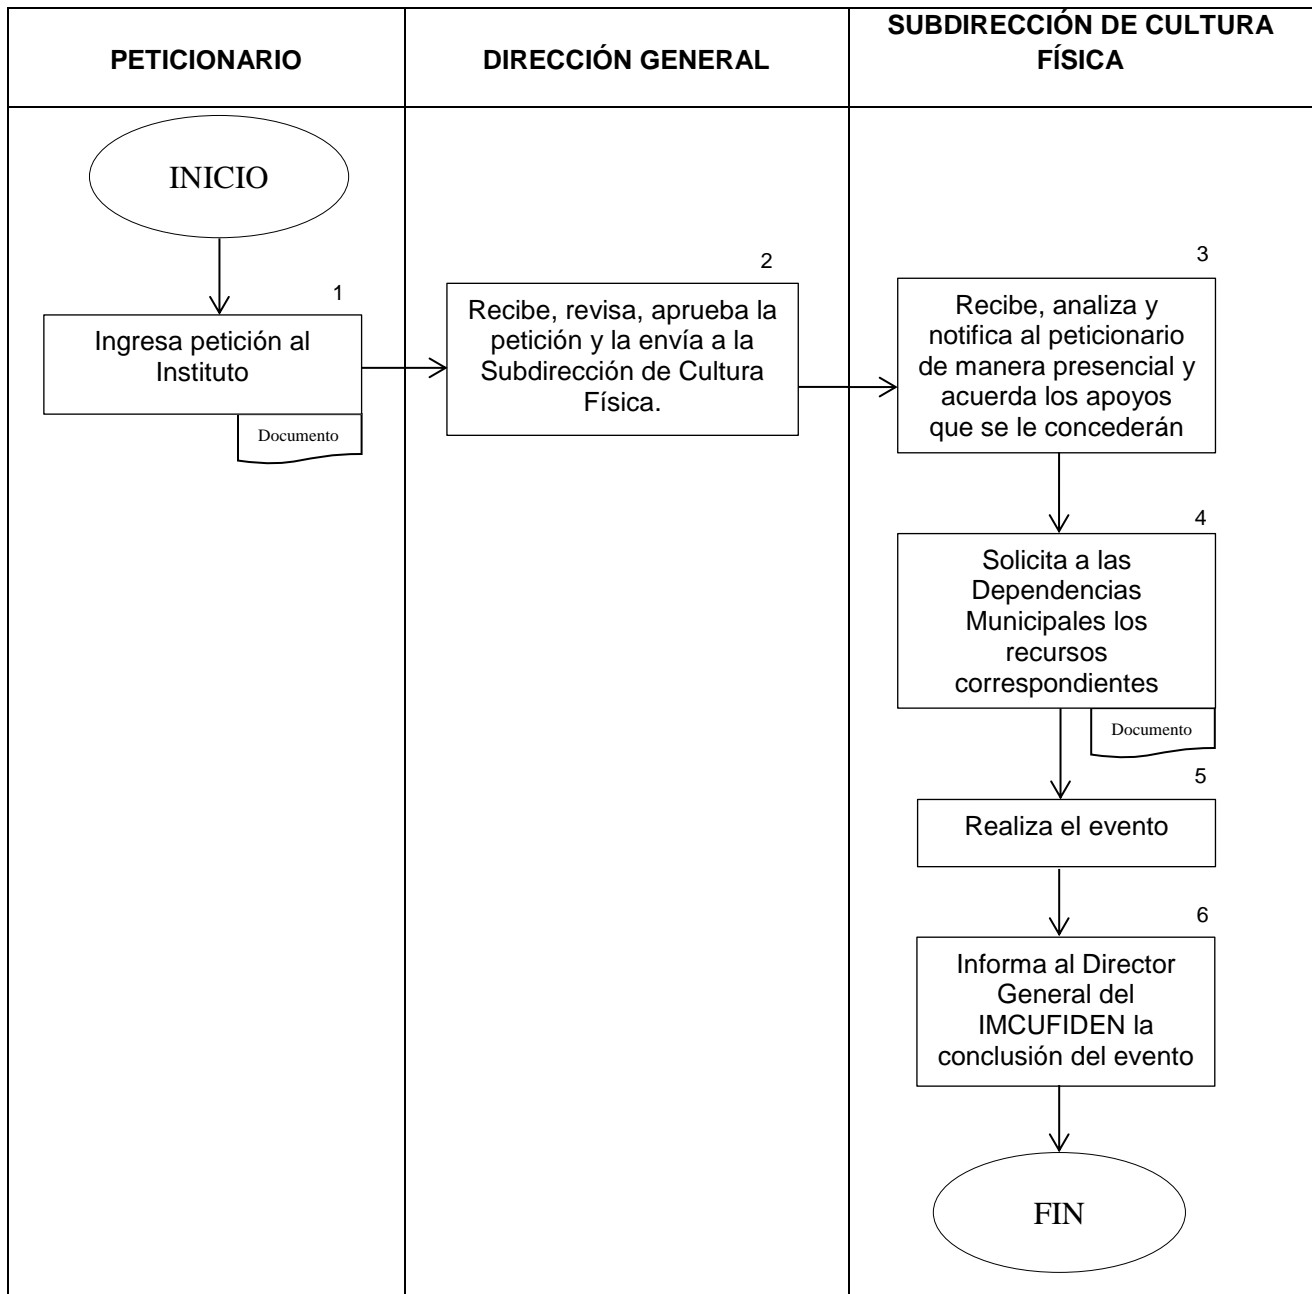 PETICIONARIO
DIRECCIÓN GENERAL
SUBDIRECCIÓN DE CULTURA
FÍSICA
INICIO
1
Ingresa petición al
Instituto
Documento
2
Recibe, revisa, aprueba la
petición y la envía a la
Subdirección de Cultura
Física.
3
Recibe, analiza y
notifica al peticionario
de manera presencial y
acuerda los apoyos
que se le concederán
4
Solicita a las
Dependencias
Municipales los
recursos
correspondientes
Documento
5
Realiza el evento
6
Informa al Director
General del
IMCUFIDEN la
conclusión del evento
FIN